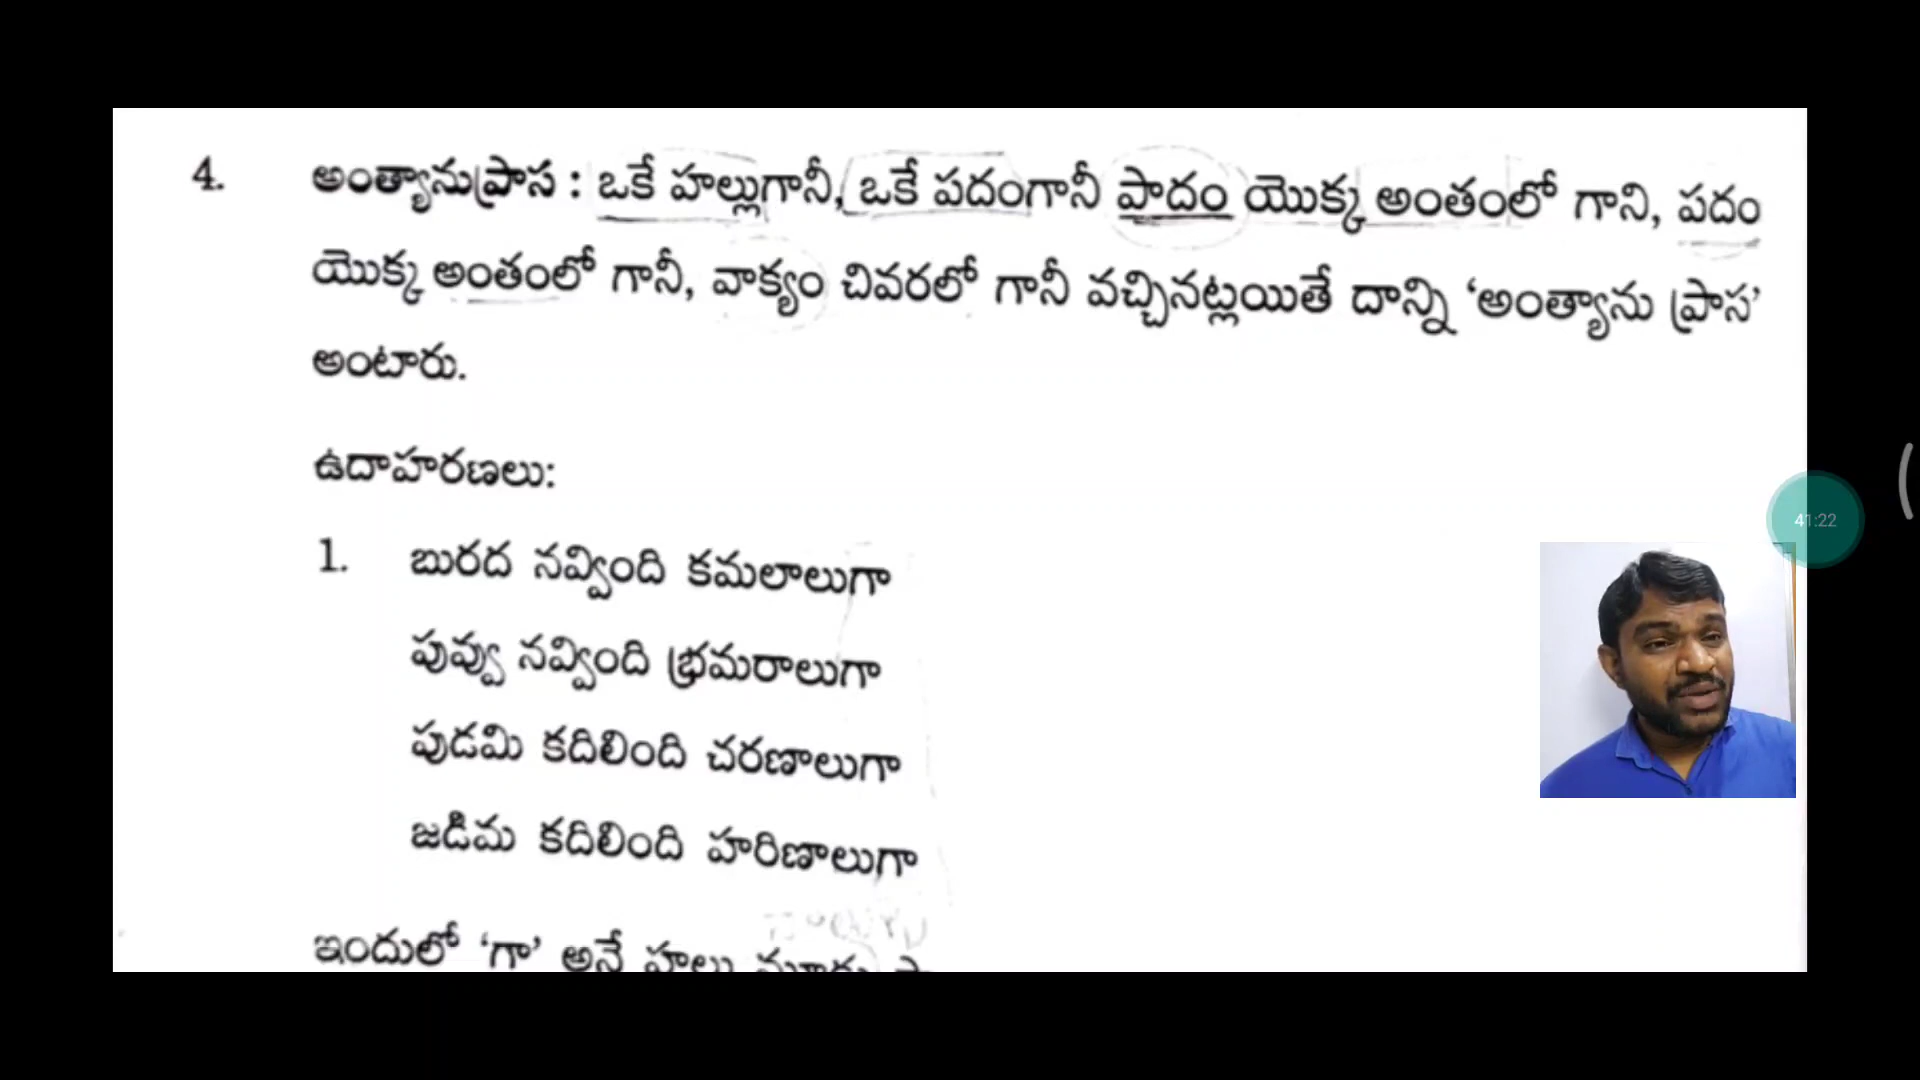 4. అంత్యానుప్రాస : ఒకే హల్లుగానీ, ఒకే పదంగానీ పాదం యొక్క అంతంలో గాని, పదం
యొక్క అంతంలో గానీ, వాక్యం చివరలో గానీ వచ్చినట్లయితే దాన్ని ‘అంత్యాను ప్రాస’
అంటారు.
ఉదాహరణలు:
41:22
1. బురద నవ్వింది కమలాలుగా
పువ్వు నవ్వింది భ్రమరాలుగా
పుడమి కదిలింది చరణాలుగా
జడిమ కదిలింది హరిణాలుగా
ఇందులో ‘గా’ అనే